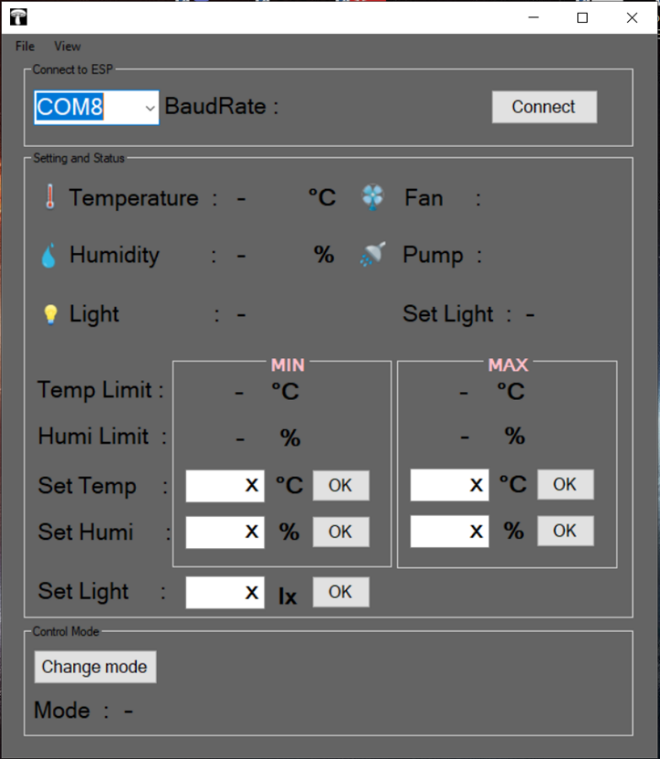 File View
Connect to ESP
COM8 BaudRate : Connect
Setting and Status
Temperature : - °C Fan :
Humidity : - % Pump :
Light : - Set Light : -
MIN MAX
Temp Limit : - °C - °C
Humi Limit : - % - %
Set Temp : X °C OK X °C OK
Set Humi : X % OK X % OK
Set Light : X lx OK
Control Mode
Change mode
Mode : -